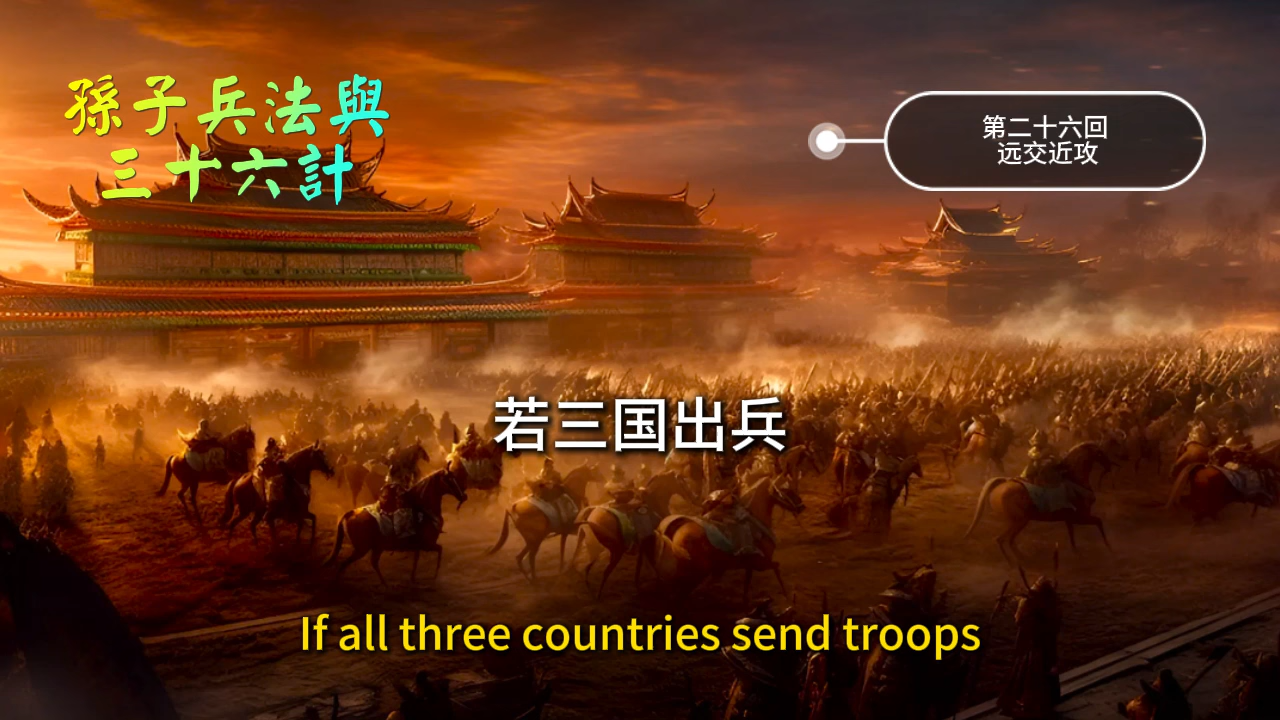 孫子兵法與
三十六計
第二十六回
远交近攻
若三国出兵
If all three countries send troops